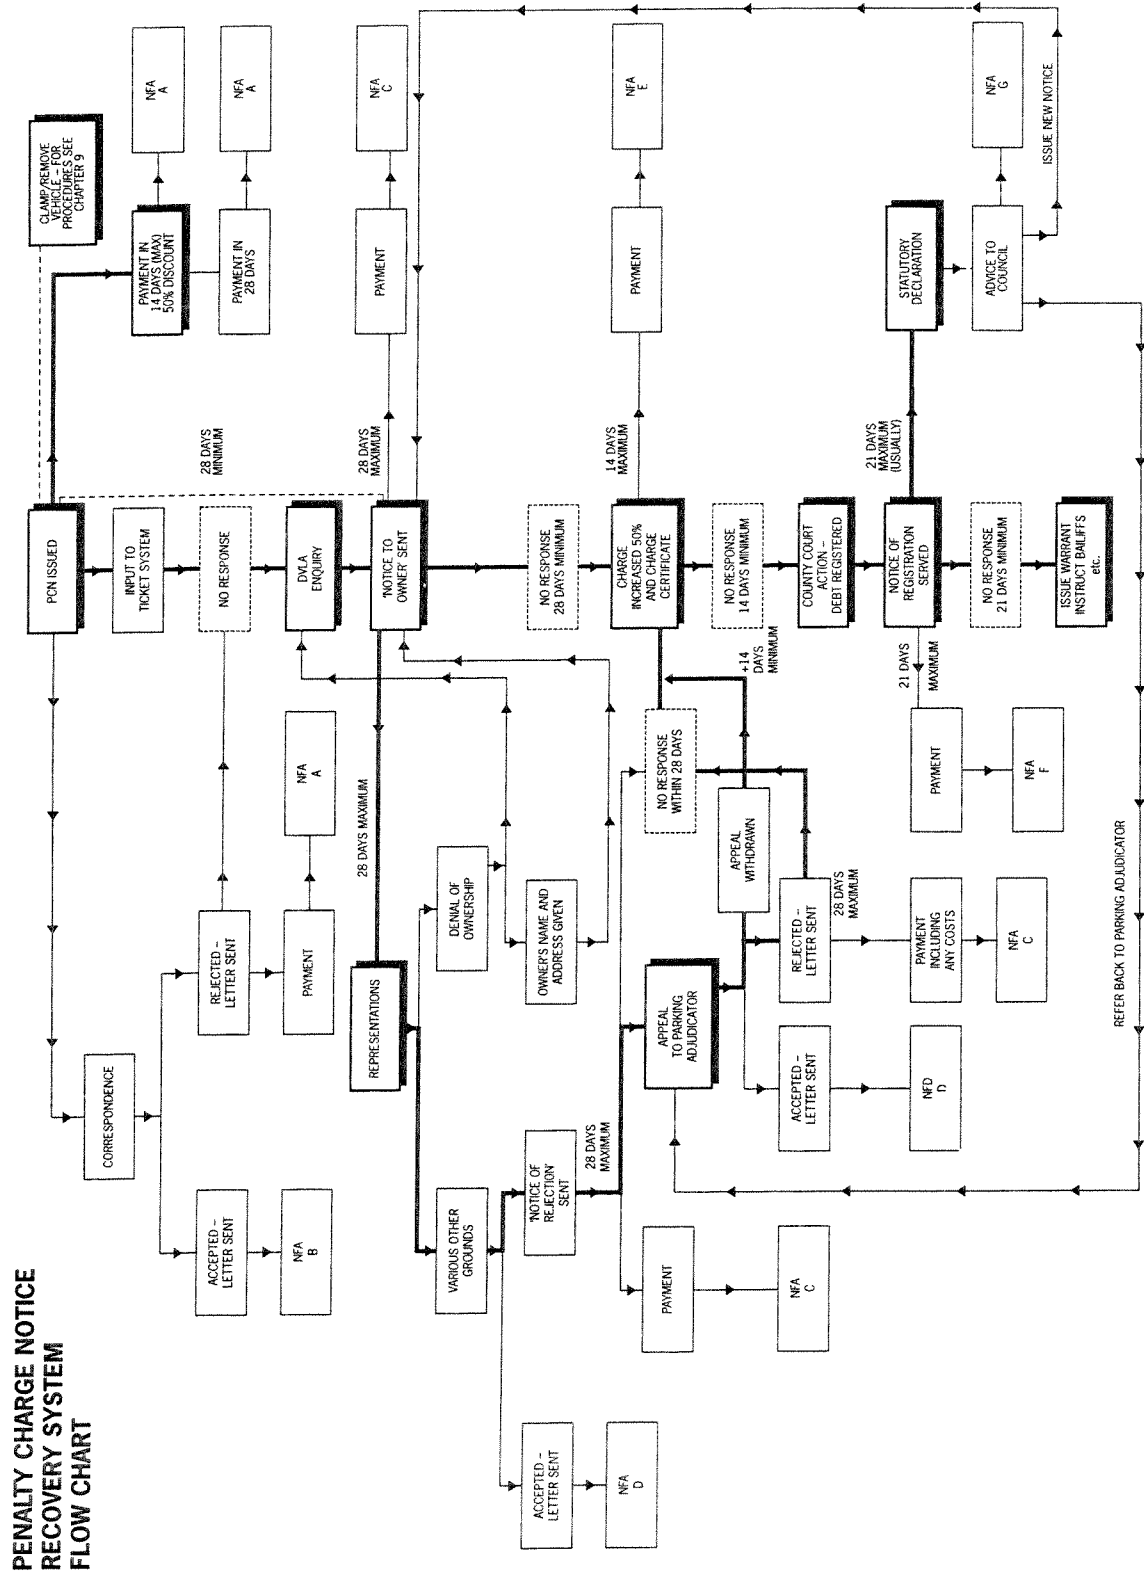 PENALTY CHARGE NOTICE
RECOVERY SYSTEM
FLOW CHART
CLAMP/REMOVE
VEHICLE – FOR
PROCEDURES SEE
CHAPTER 9
PCN ISSUED
PAYMENT IN
14 DAYS (MAX)
50% DISCOUNT
NFA
A
PAYMENT IN
28 DAYS
NFA
A
CORRESPONDENCE
INPUT TO
TICKET SYSTEM
ACCEPTED –
LETTER SENT
REJECTED –
LETTER SENT
NO RESPONSE
28 DAYS
MINIMUM
NFA
B
PAYMENT
NFA
A
DVLA
ENQUIRY
REPRESENTATIONS
28 DAYS MAXIMUM
'NOTICE TO
OWNER' SENT
28 DAYS
MAXIMUM
PAYMENT
NFA
C
VARIOUS OTHER
GROUNDS
DENIAL OF
OWNERSHIP
ACCEPTED –
LETTER SENT
'NOTICE OF
REJECTION'
SENT
OWNER'S NAME AND
ADDRESS GIVEN
NO RESPONSE
28 DAYS MINIMUM
NFA
D
28 DAYS
MAXIMUM
CHARGE
INCREASED 50%
AND CHARGE
CERTIFICATE
14 DAYS
MAXIMUM
PAYMENT
NFA
E
PAYMENT
APPEAL
TO PARKING
ADJUDICATOR
NO RESPONSE
WITHIN 28 DAYS
NO RESPONSE
14 DAYS MINIMUM
APPEAL
WITHDRAWN
+14
DAYS
MINIMUM
NFA
C
ACCEPTED –
LETTER SENT
REJECTED –
LETTER SENT
28 DAYS
MAXIMUM
COUNTY COURT
ACTION –
DEBT REGISTERED
NFD
D
PAYMENT
INCLUDING
ANY COSTS
PAYMENT
21 DAYS
MAXIMUM
NOTICE OF
REGISTRATION
SERVED
21 DAYS
MAXIMUM
(USUALLY)
STATUTORY
DECLARATION
NFA
C
NFA
F
NO RESPONSE
21 DAYS MINIMUM
ADVICE TO
COUNCIL
NFA
G
ISSUE WARRANT
INSTRUCT BAILIFFS
etc.
ISSUE NEW NOTICE
REFER BACK TO PARKING ADJUDICATOR